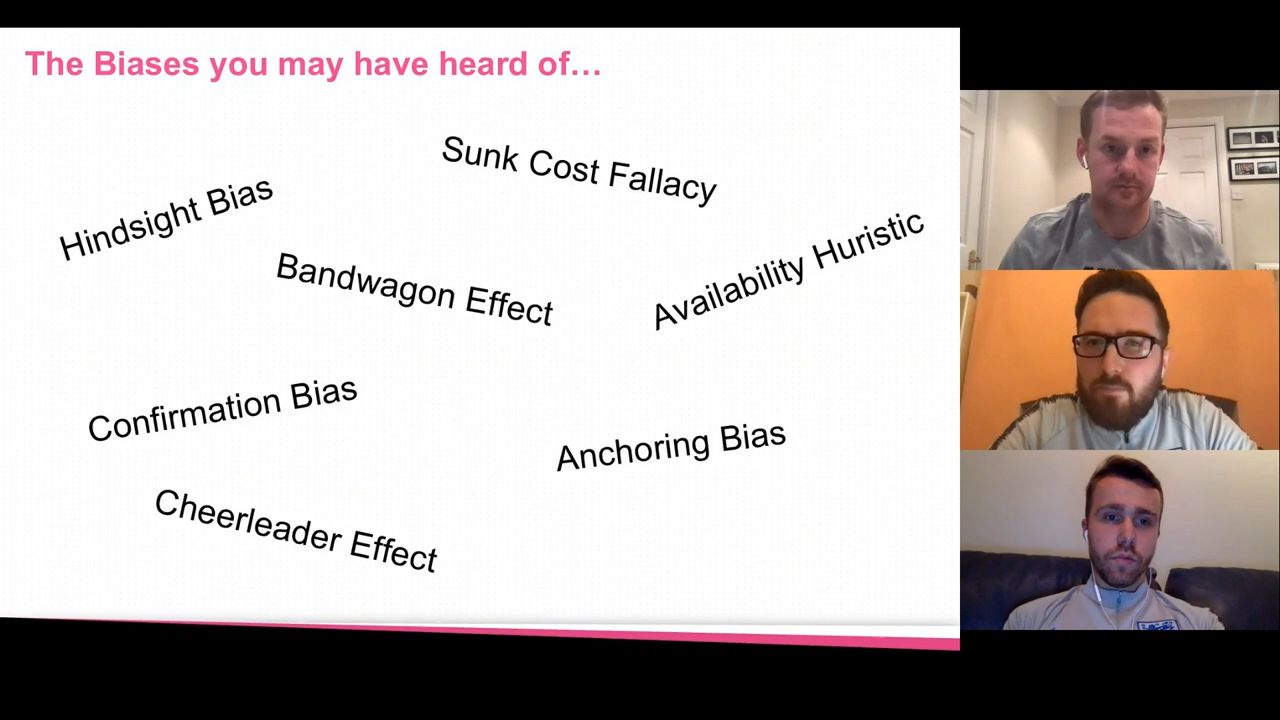 The Biases you may have heard of…
Sunk Cost Fallacy
Hindsight Bias
Bandwagon Effect
Availability Huristic
Confirmation Bias
Anchoring Bias
Cheerleader Effect